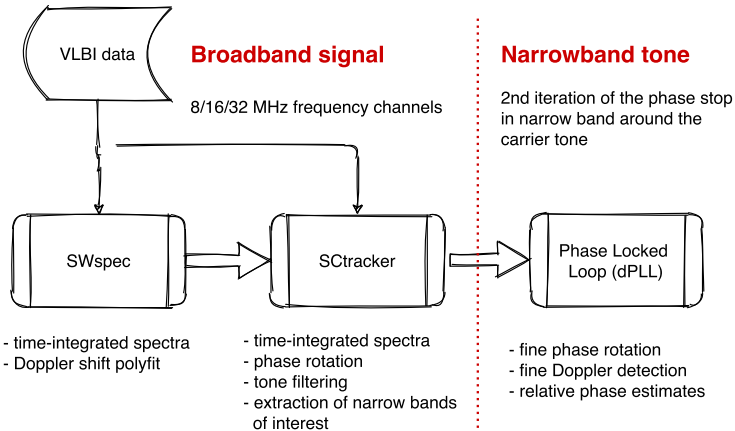 VLBI data
Broadband signal
8/16/32 MHz frequency channels
Narrowband tone
2nd iteration of the phase stop
in narrow band around the
carrier tone
SWspec
SCtracker
Phase Locked
Loop (dPLL)
- time-integrated spectra
- Doppler shift polyfit
- time-integrated spectra
- phase rotation
- tone filtering
- extraction of narrow bands
of interest
- fine phase rotation
- fine Doppler detection
- relative phase estimates